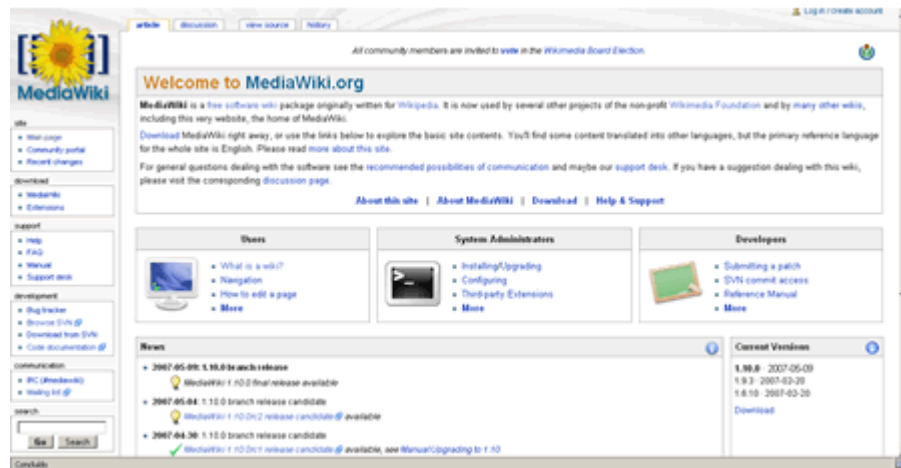 Log in / create account
article
discussion
view source
history
All community members are invited to vote in the Wikimedia Board Election.
MediaWiki
Welcome to MediaWiki.org
MediaWiki is a free software wiki package originally written for Wikipedia. It is now used by several other projects of the non-profit Wikimedia Foundation and by many other wikis,
including this very website, the home of MediaWiki.
Download MediaWiki right away, or use the links below to explore the basic site contents. You'll find some content translated into other languages, but the primary reference language
for the whole site is English. Please read more about this site.
For general questions dealing with the software see the recommended possibilities of communication and maybe our support desk. If you have a suggestion dealing with this wiki,
please visit the corresponding discussion page.
About this site | About MediaWiki | Download | Help & Support
site
Main page
Community portal
Recent changes
download
MediaWiki
Extensions
support
Help
FAQ
Manual
Support desk
development
Bug tracker
Browse SVN
Download from SVN
Code documentation
communication
IRC (#mediawiki)
Mailing list
search
Go Search
Users
What is a wiki?
Navigation
How to edit a page
More
System Administrators
Installing/Upgrading
Configuring
Third-party Extensions
More
Developers
Submitting a patch
SVN commit access
Reference Manual
More
News
2007-05-09: 1.10.0 branch release
MediaWiki 1.10.0 final release available
2007-05-04: 1.10.0 branch release candidate
MediaWiki 1.10.0rc2 release candidate available
2007-04-30: 1.10.0 branch release candidate
MediaWiki 1.10.0rc1 release candidate available, see Manual:Upgrading to 1.10
Current Versions
1.10.0 · 2007-05-09
1.9.3 · 2007-02-20
1.6.10 · 2007-02-20
Download
Concluído